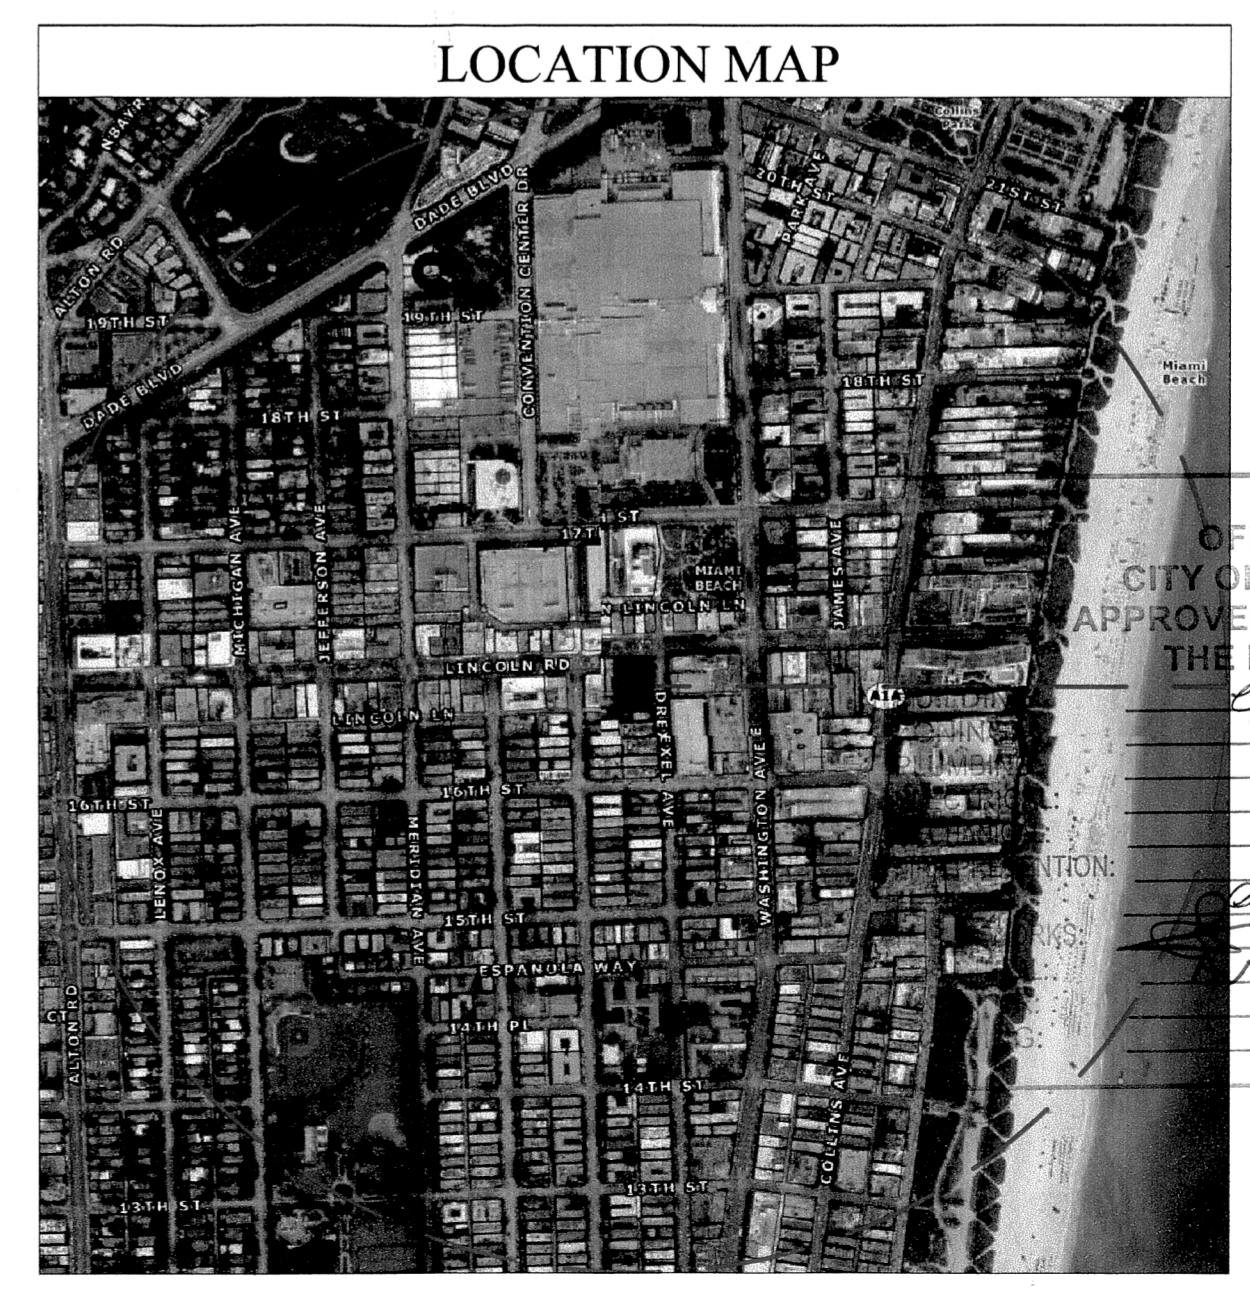 LOCATION MAP
Collins
Park
DADE BLVD
CONVENTION CENTER DR
20TH ST
PARK AVE
21ST ST
ALTON RD
19TH ST
19TH ST
Miami
Beach
DADE BLVD
18TH ST
18TH ST
17T
H ST
MICHIGAN AVE
JEFFERSON AVE
JAMES AVE
MIAMI
BEACH
N LINCOLN LN
OF
CITY O
APPROVE
THE
LINCOLN RD
A1A
LINCOLN LN
DREXEL AVE
WASHINGTON AVE
16TH ST
16TH ST
LENOX AVE
MERIDIAN AVE
NTION:
15TH ST
RKS:
ESPANOLA WAY
ALTON RD
CT
14TH PL
G:
14TH ST
COLLINS AVE
13TH ST
13TH ST